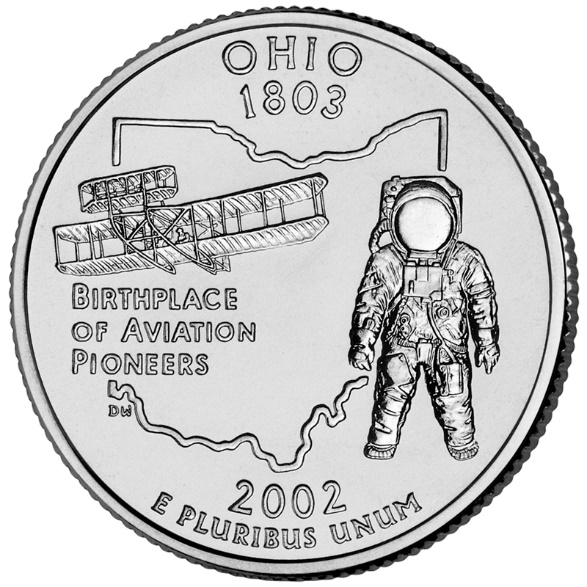 OHIO
1803
BIRTHPLACE
OF AVIATION
PIONEERS
DW
2002
E PLURIBUS UNUM